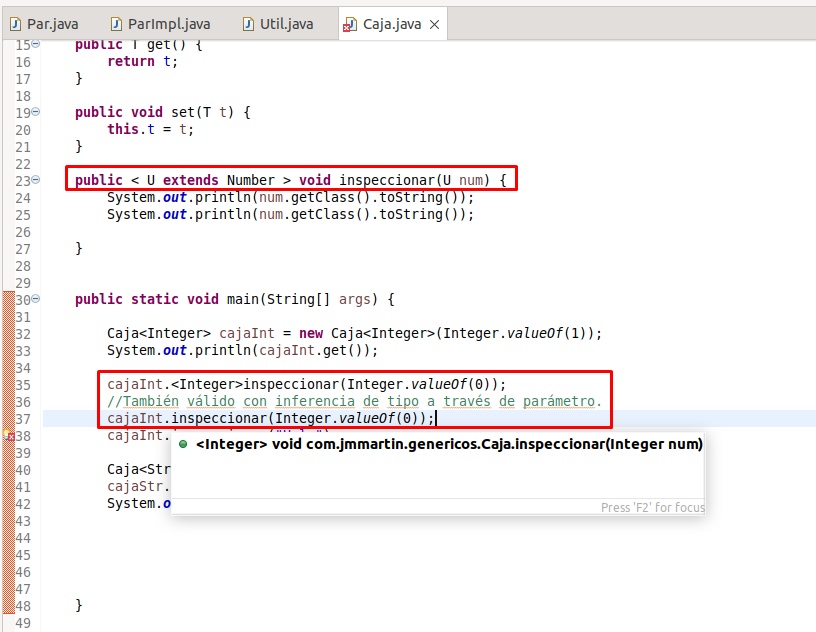 Par.java ParImpl.java Util.java Caja.java
15 public T get() {
16 return t;
17 }
18
19 public void set(T t) {
20 this.t = t;
21 }
22
23 public < U extends Number > void inspeccionar(U num) {
24 System.out.println(num.getClass().toString());
25 System.out.println(num.getClass().toString());
26
27 }
28
29
30 public static void main(String[] args) {
31
32 Caja<Integer> cajaInt = new Caja<Integer>(Integer.valueOf(1));
33 System.out.println(cajaInt.get());
34
35 cajaInt.<Integer>inspeccionar(Integer.valueOf(0));
36 //También válido con inferencia de tipo a través de parámetro.
37 cajaInt.inspeccionar(Integer.valueOf(0));
38 cajaInt.
<Integer> void com.jmmartin.genericos.Caja.inspeccionar(Integer num)
39
40 Caja<Str
41 cajaStr.
42 System.o
Press 'F2' for focus
43
44
45
46
47
48 }
49